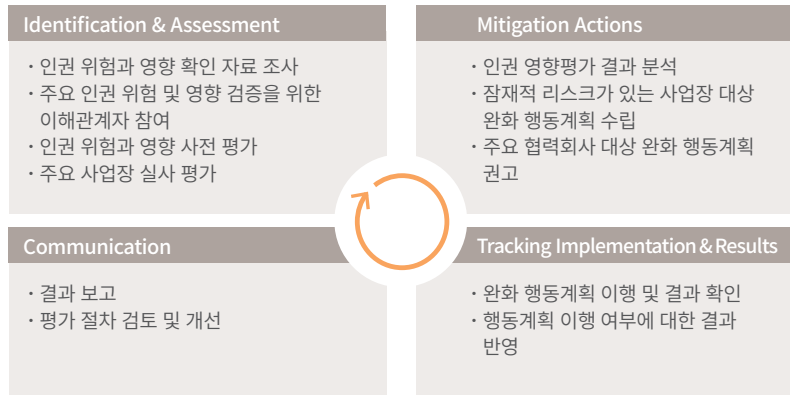 Identification & Assessment
· 인권 위험과 영향 확인 자료 조사
· 주요 인권 위험 및 영향 검증을 위한
이해관계자 참여
· 인권 위험과 영향 사전 평가
· 주요 사업장 실사 평가
Mitigation Actions
· 인권 영향평가 결과 분석
· 잠재적 리스크가 있는 사업장 대상
완화 행동계획 수립
· 주요 협력회사 대상 완화 행동계획
권고
Communication
· 결과 보고
· 평가 절차 검토 및 개선
Tracking Implementation & Results
· 완화 행동계획 이행 및 결과 확인
· 행동계획 이행 여부에 대한 결과
반영